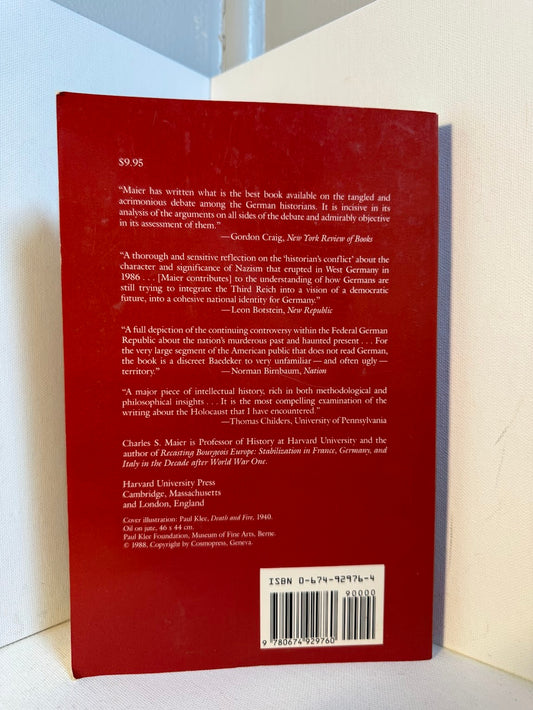 $9.95
“Maier has written what is the best book available on the tangled and
acrimonious debate among the German historians. It is incisive in its
analysis of the arguments on all sides of the debate and admirably objective
in its assessment of them.”
—Gordon Craig, New York Review of Books
“A thorough and sensitive reflection on the ‘historian’s conflict’ about the
character and significance of Nazism that erupted in West Germany in
1986 . . . [Maier contributes] to the understanding of how Germans are
still trying to integrate the Third Reich into a vision of a democratic
future, into a cohesive national identity for Germany.”
—Leon Botstein, New Republic
“A full depiction of the continuing controversy within the Federal German
Republic about the nation’s murderous past and haunted present . . . For
the very large segment of the American public that does not read German,
the book is a discreet Baedeker to very unfamiliar — and often ugly —
territory.” —Norman Birnbaum, Nation
“A major piece of intellectual history, rich in both methodological and
philosophical insights . . . It is the most compelling examination of the
writing about the Holocaust that I have encountered.”
—Thomas Childers, University of Pennsylvania
Charles S. Maier is Professor of History at Harvard University and the
author of Recasting Bourgeois Europe: Stabilization in France, Germany, and
Italy in the Decade after World War One.
Harvard University Press
Cambridge, Massachusetts
and London, England
Cover illustration: Paul Klee, Death and Fire, 1940.
Oil on jute, 46 x 44 cm.
Paul Klee Foundation, Museum of Fine Arts, Berne.
© 1988, Copyright by Cosmopress, Geneva.
ISBN 0-674-92976-4
90000
9 780674 929760